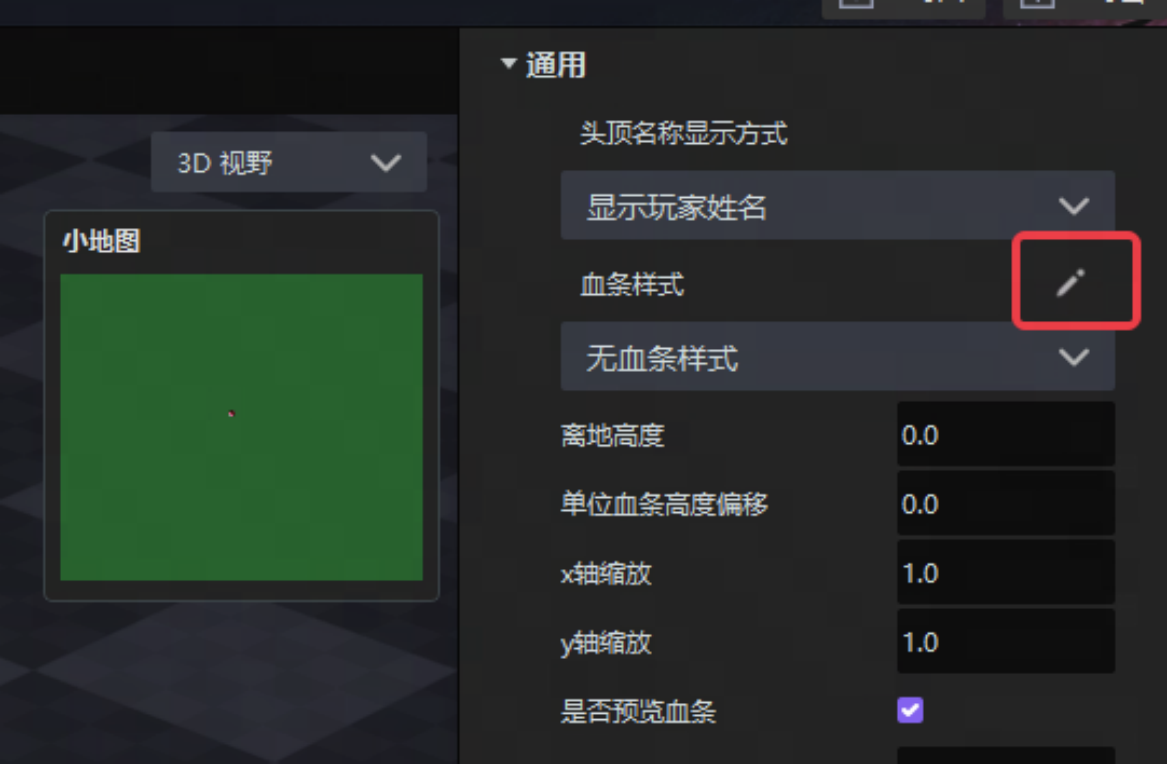 通用
头顶名称显示方式
3D 视野
显示玩家姓名
小地图
血条样式
无血条样式
离地高度
0.0
单位血条高度偏移
0.0
x轴缩放
1.0
y轴缩放
1.0
是否预览血条